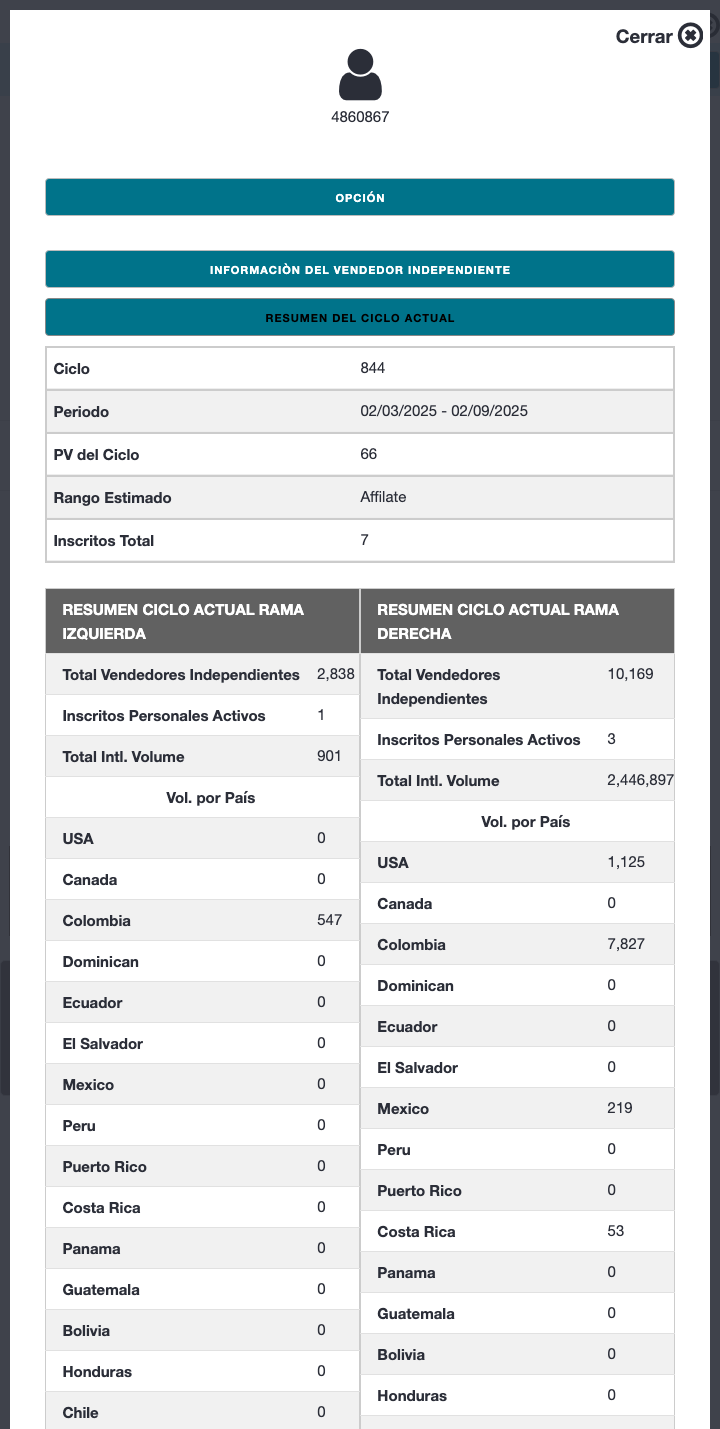 Cerrar
4860867
OPCIÓN
INFORMACIÒN DEL VENDEDOR INDEPENDIENTE
RESUMEN DEL CICLO ACTUAL
Ciclo 844
Periodo 02/03/2025 - 02/09/2025
PV del Ciclo 66
Rango Estimado Affilate
Inscritos Total 7
RESUMEN CICLO ACTUAL RAMA
IZQUIERDA
Total Vendedores Independientes 2,838
Inscritos Personales Activos 1
Total Intl. Volume 901
Vol. por País
USA 0
Canada 0
Colombia 547
Dominican 0
Ecuador 0
El Salvador 0
Mexico 0
Peru 0
Puerto Rico 0
Costa Rica 0
Panama 0
Guatemala 0
Bolivia 0
Honduras 0
Chile 0
RESUMEN CICLO ACTUAL RAMA
DERECHA
Total Vendedores 10,169
Independientes
Inscritos Personales Activos 3
Total Intl. Volume 2,446,897
Vol. por País
USA 1,125
Canada 0
Colombia 7,827
Dominican 0
Ecuador 0
El Salvador 0
Mexico 219
Peru 0
Puerto Rico 0
Costa Rica 53
Panama 0
Guatemala 0
Bolivia 0
Honduras 0